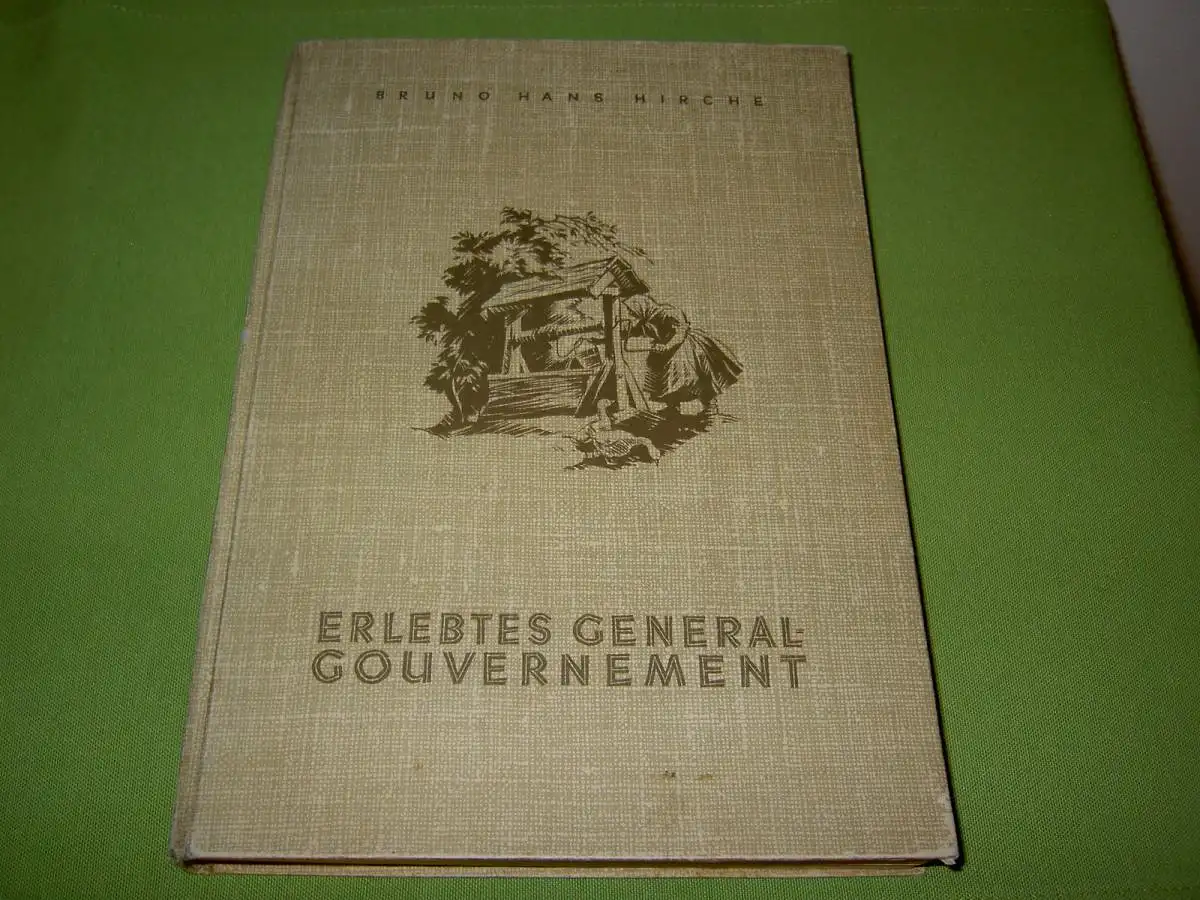 BRUNO HANS HIRCHE
ERLEBTES GENERAL-
GOUVERNEMENT